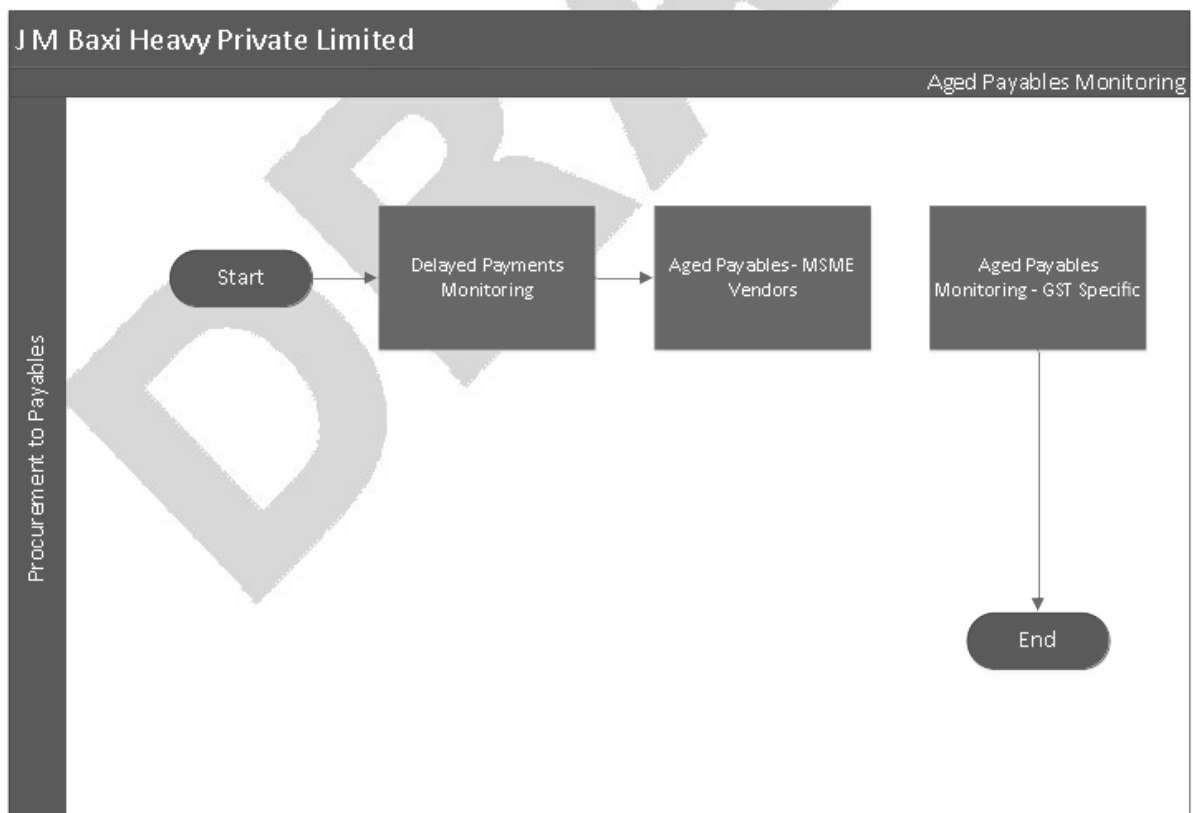 J M Baxi Heavy Private Limited
Aged Payables Monitoring
Procurement to Payables
Start
Delayed Payments
Monitoring
Aged Payables- MSME
Vendors
Aged Payables
Monitoring - GST Specific
End